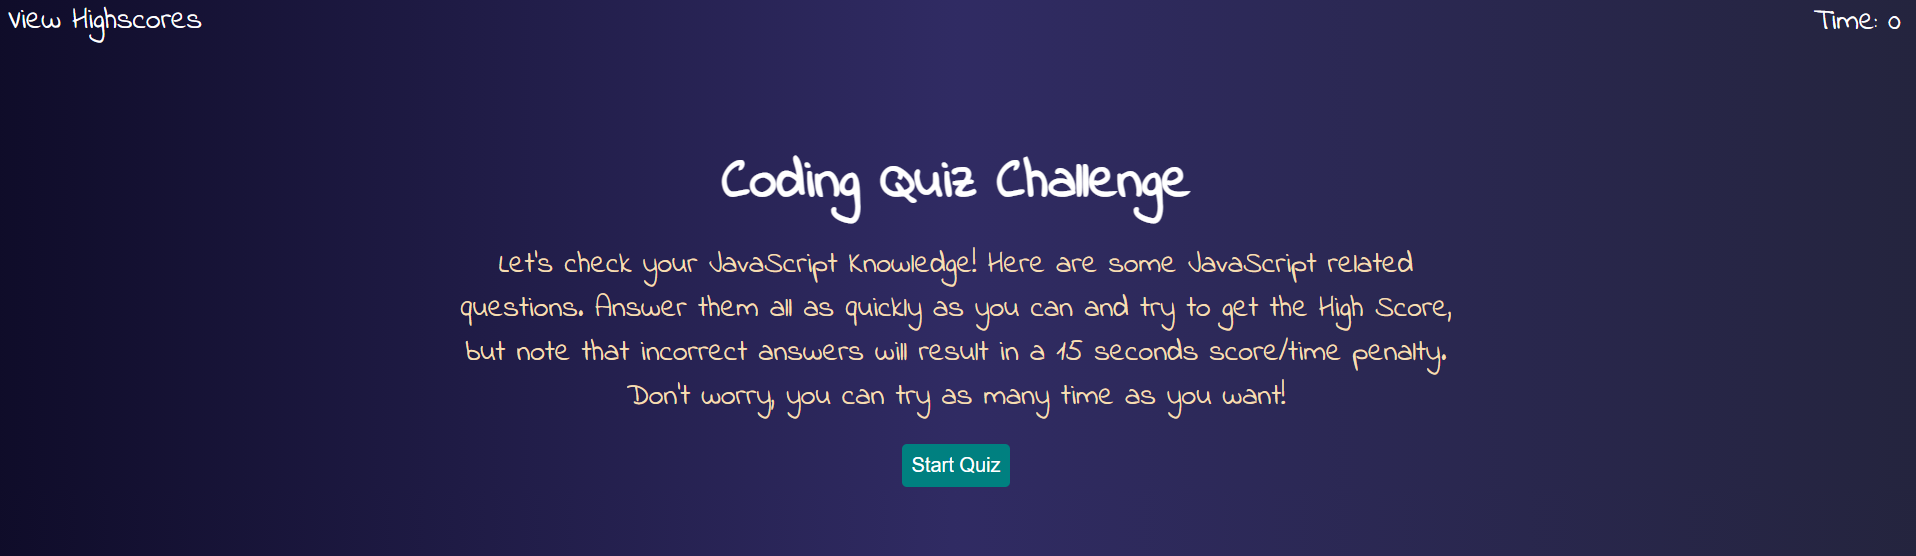 View Highscores
Time: 0
Coding Quiz Challenge
Let's check your JavaScript Knowledge! Here are some JavaScript related
questions. Answer them all as quickly as you can and try to get the High Score,
but note that incorrect answers will result in a 15 seconds score/time penalty.
Don't worry, you can try as many time as you want!
Start Quiz